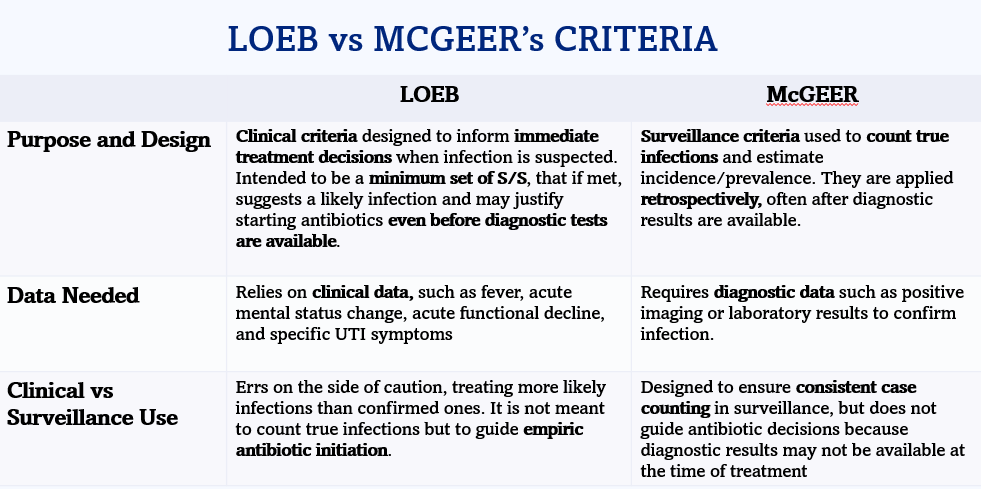 LOEB vs MCGEER’s CRITERIA
LOEB
McGEER
Purpose and Design
Clinical criteria designed to inform immediate
treatment decisions when infection is suspected.
Intended to be a minimum set of S/S, that if met,
suggests a likely infection and may justify
starting antibiotics even before diagnostic tests
are available.
Surveillance criteria used to count true
infections and estimate
incidence/prevalence. They are applied
retrospectively, often after diagnostic
results are available.
Data Needed
Relies on clinical data, such as fever, acute
mental status change, acute functional decline,
and specific UTI symptoms
Requires diagnostic data such as positive
imaging or laboratory results to confirm
infection.
Clinical vs
Surveillance Use
Errs on the side of caution, treating more likely
infections than confirmed ones. It is not meant
to count true infections but to guide empiric
antibiotic initiation.
Designed to ensure consistent case
counting in surveillance, but does not
guide antibiotic decisions because
diagnostic results may not be available at
the time of treatment